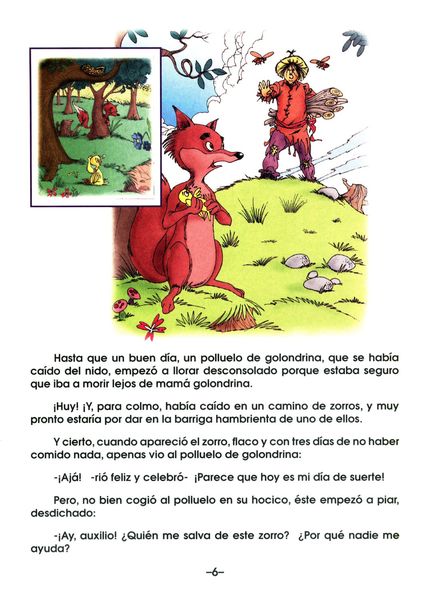 Hasta que un buen día, un polluelo de golondrina, que se había
caído del nido, empezó a llorar desconsolado porque estaba seguro
que iba a morir lejos de mamá golondrina.
¡Huy! ¡Y, para colmo, había caído en un camino de zorros, y muy
pronto estaría por dar en la barriga hambrienta de uno de ellos.
Y cierto, cuando apareció el zorro, flaco y con tres días de no haber
comido nada, apenas vio al polluelo de golondrina:
-¡Ajá! -rió feliz y celebró- ¡Parece que hoy es mi día de suerte!
Pero, no bien cogió al polluelo en su hocico, éste empezó a piar,
desdichado:
-¡Ay, auxilio! ¿Quién me salva de este zorro? ¿Por qué nadie me
ayuda?
–6–